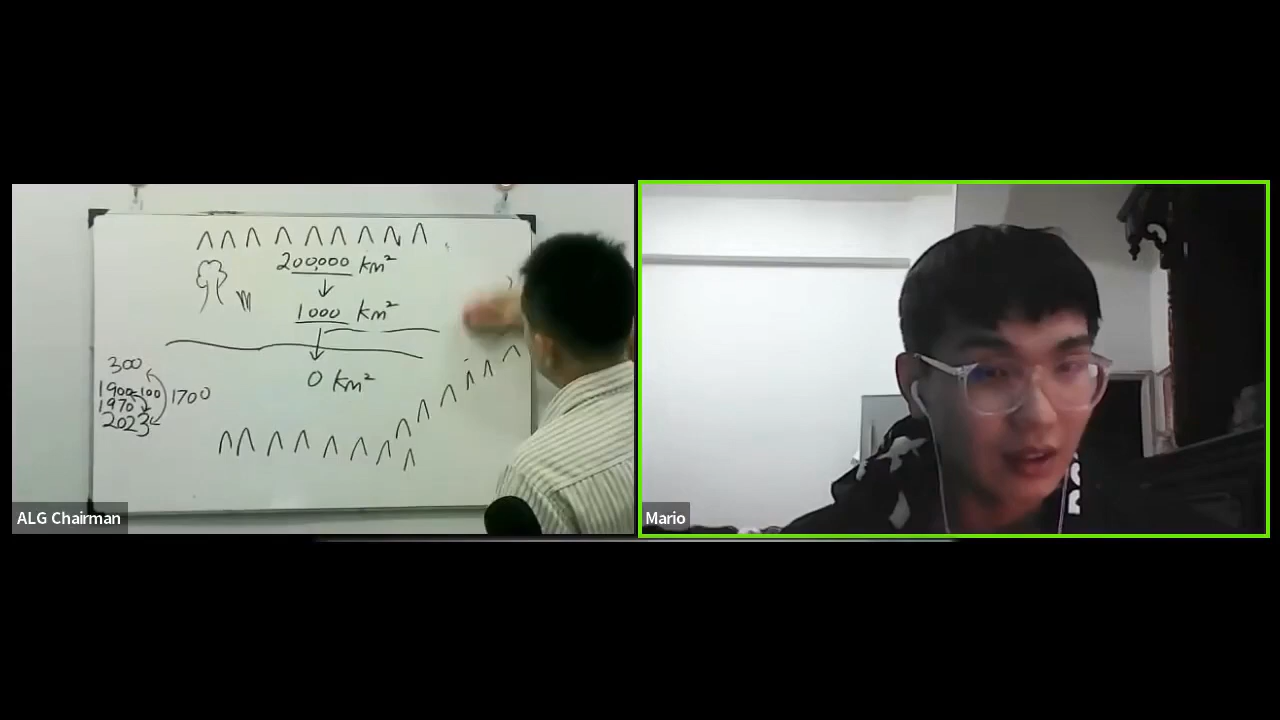 200,000 km²
1000 km²
0 km²
300
1900 100
1970
2023
1700
ALG Chairman
Mario